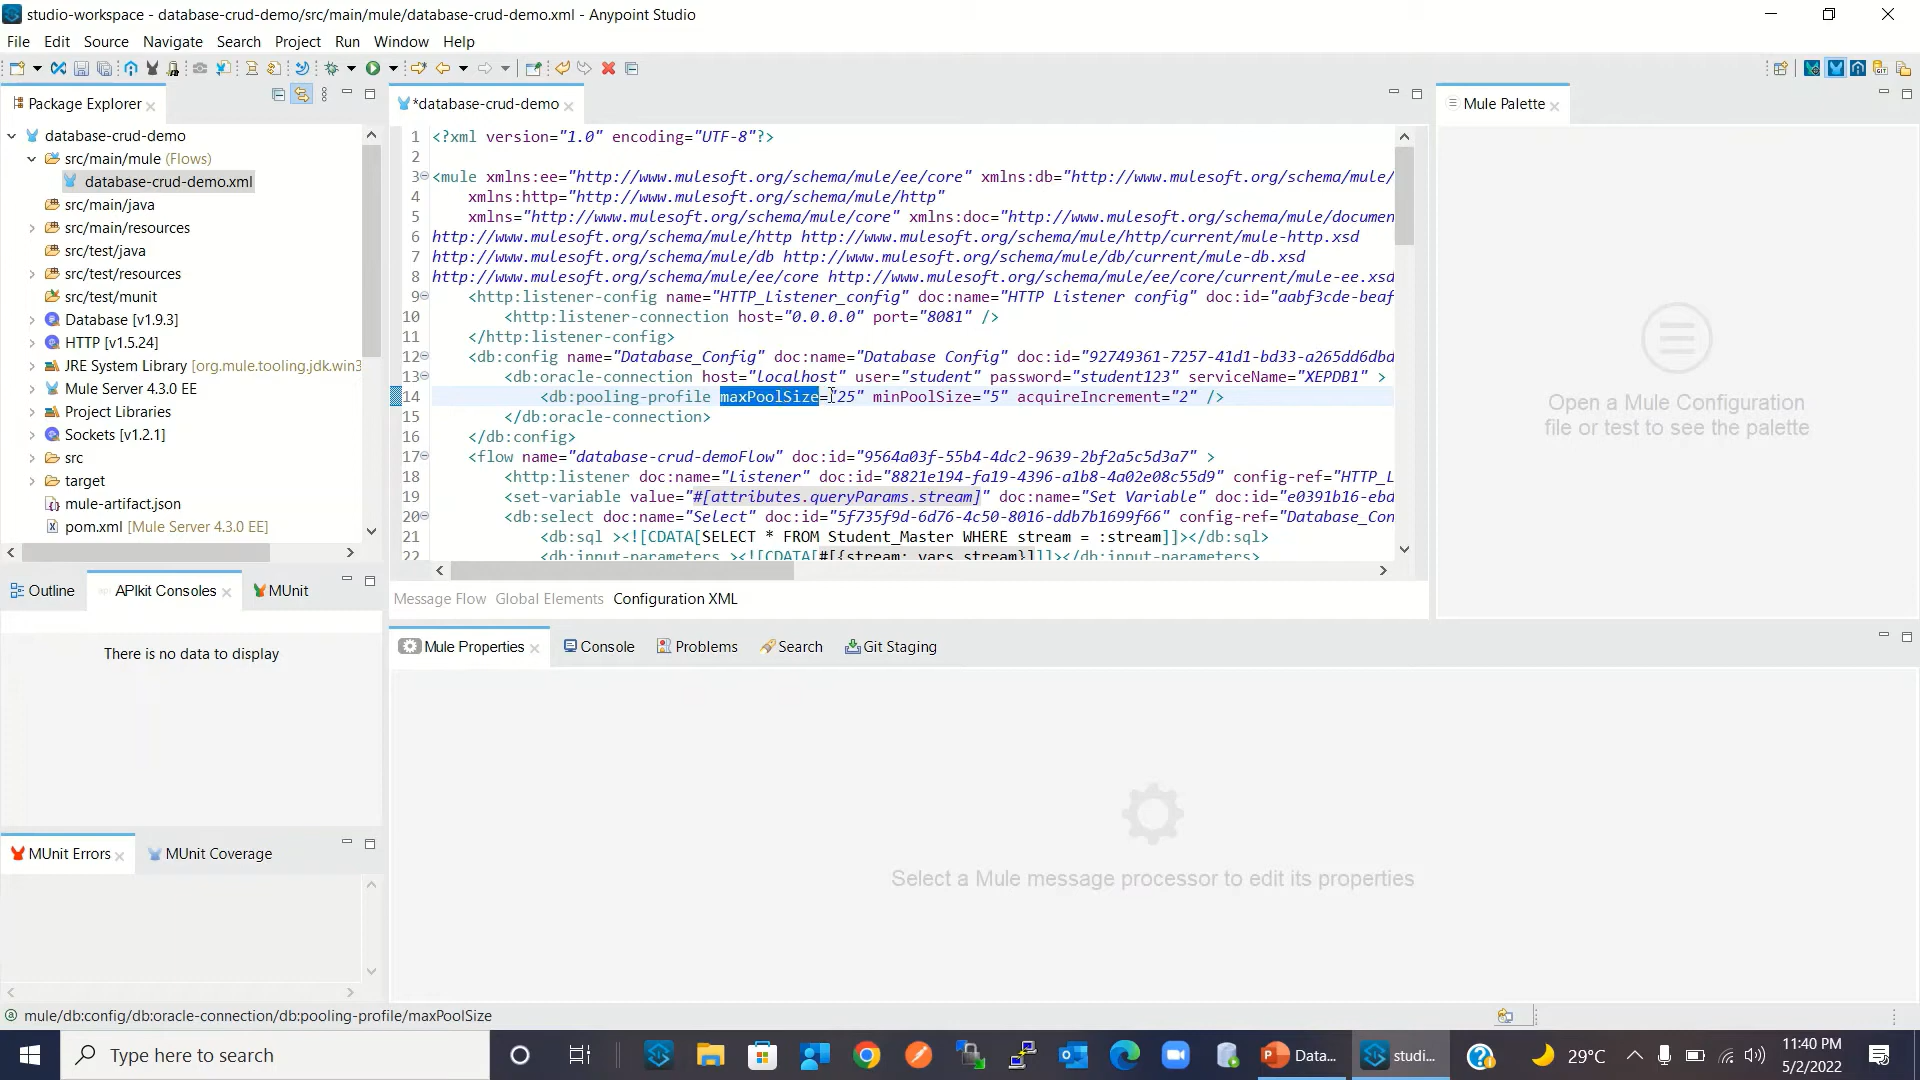 studio-workspace - database-crud-demo/src/main/mule/database-crud-demo.xml - Anypoint Studio
File Edit Source Navigate Search Project Run Window Help
Package Explorer
*database-crud-demo
Mule Palette
database-crud-demo
src/main/mule (Flows)
database-crud-demo.xml
src/main/java
src/main/resources
src/test/java
src/test/resources
src/test/munit
Database [v1.9.3]
HTTP [v1.5.24]
JRE System Library [org.mule.tooling.jdk.win3
Mule Server 4.3.0 EE
Project Libraries
Sockets [v1.2.1]
src
target
mule-artifact.json
pom.xml [Mule Server 4.3.0 EE]
1 <?xml version="1.0" encoding="UTF-8"?>
2
3 <mule xmlns:ee="http://www.mulesoft.org/schema/mule/ee/core" xmlns:db="http://www.mulesoft.org/schema/mule/
4 xmlns:http="http://www.mulesoft.org/schema/mule/http"
5 xmlns="http://www.mulesoft.org/schema/mule/core" xmlns:doc="http://www.mulesoft.org/schema/mule/documen
6 http://www.mulesoft.org/schema/mule/http http://www.mulesoft.org/schema/mule/http/current/mule-http.xsd
7 http://www.mulesoft.org/schema/mule/db http://www.mulesoft.org/schema/mule/db/current/mule-db.xsd
8 http://www.mulesoft.org/schema/mule/ee/core http://www.mulesoft.org/schema/mule/ee/core/current/mule-ee.xsd
9 <http:listener-config name="HTTP_Listener_config" doc:name="HTTP Listener config" doc:id="aabf3cde-beaf
10 <http:listener-connection host="0.0.0.0" port="8081" />
11 </http:listener-config>
12 <db:config name="Database_Config" doc:name="Database Config" doc:id="92749361-7257-41d1-bd33-a265dd6dbd
13 <db:oracle-connection host="localhost" user="student" password="student123" serviceName="XEPDB1" >
14 <db:pooling-profile maxPoolSize="25" minPoolSize="5" acquireIncrement="2" />
15 </db:oracle-connection>
16 </db:config>
17 <flow name="database-crud-demoFlow" doc:id="9564a03f-55b4-4dc2-9639-2bf2a5c5d3a7" >
18 <http:listener doc:name="Listener" doc:id="8821e194-fa19-4396-a1b8-4a02e08c55d9" config-ref="HTTP_L
19 <set-variable value="#[attributes.queryParams.stream]" doc:name="Set Variable" doc:id="e0391b16-ebd
20 <db:select doc:name="Select" doc:id="5f735f9d-6d76-4c50-8016-ddb7b1699f66" config-ref="Database_Con
21 <db:sql ><![CDATA[SELECT * FROM Student_Master WHERE stream = :stream]]></db:sql>
22 <db:input-parameters ><![CDATA[#[{stream: vars.stream}]]]></db:input-parameters>
Message Flow Global Elements Configuration XML
Open a Mule Configuration
file or test to see the palette
Outline APIkit Consoles MUnit
There is no data to display
MUnit Errors MUnit Coverage
Mule Properties Console Problems Search Git Staging
Select a Mule message processor to edit its properties
mule/db:config/db:oracle-connection/db:pooling-profile/maxPoolSize
Type here to search
Data...
studi...
29°C
11:40 PM
5/2/2022